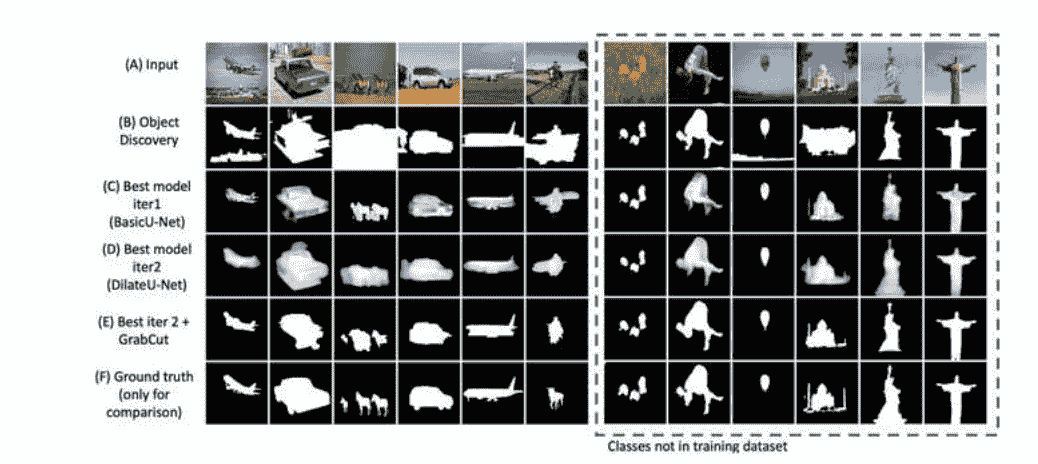 (A) Input
(B) Object
Discovery
(C) Best model
iter1
(BasicU-Net)
(D) Best model
iter2
(DilateU-Net)
(E) Best iter 2 +
GrabCut
(F) Ground truth
(only for
comparison)
Classes not in training dataset